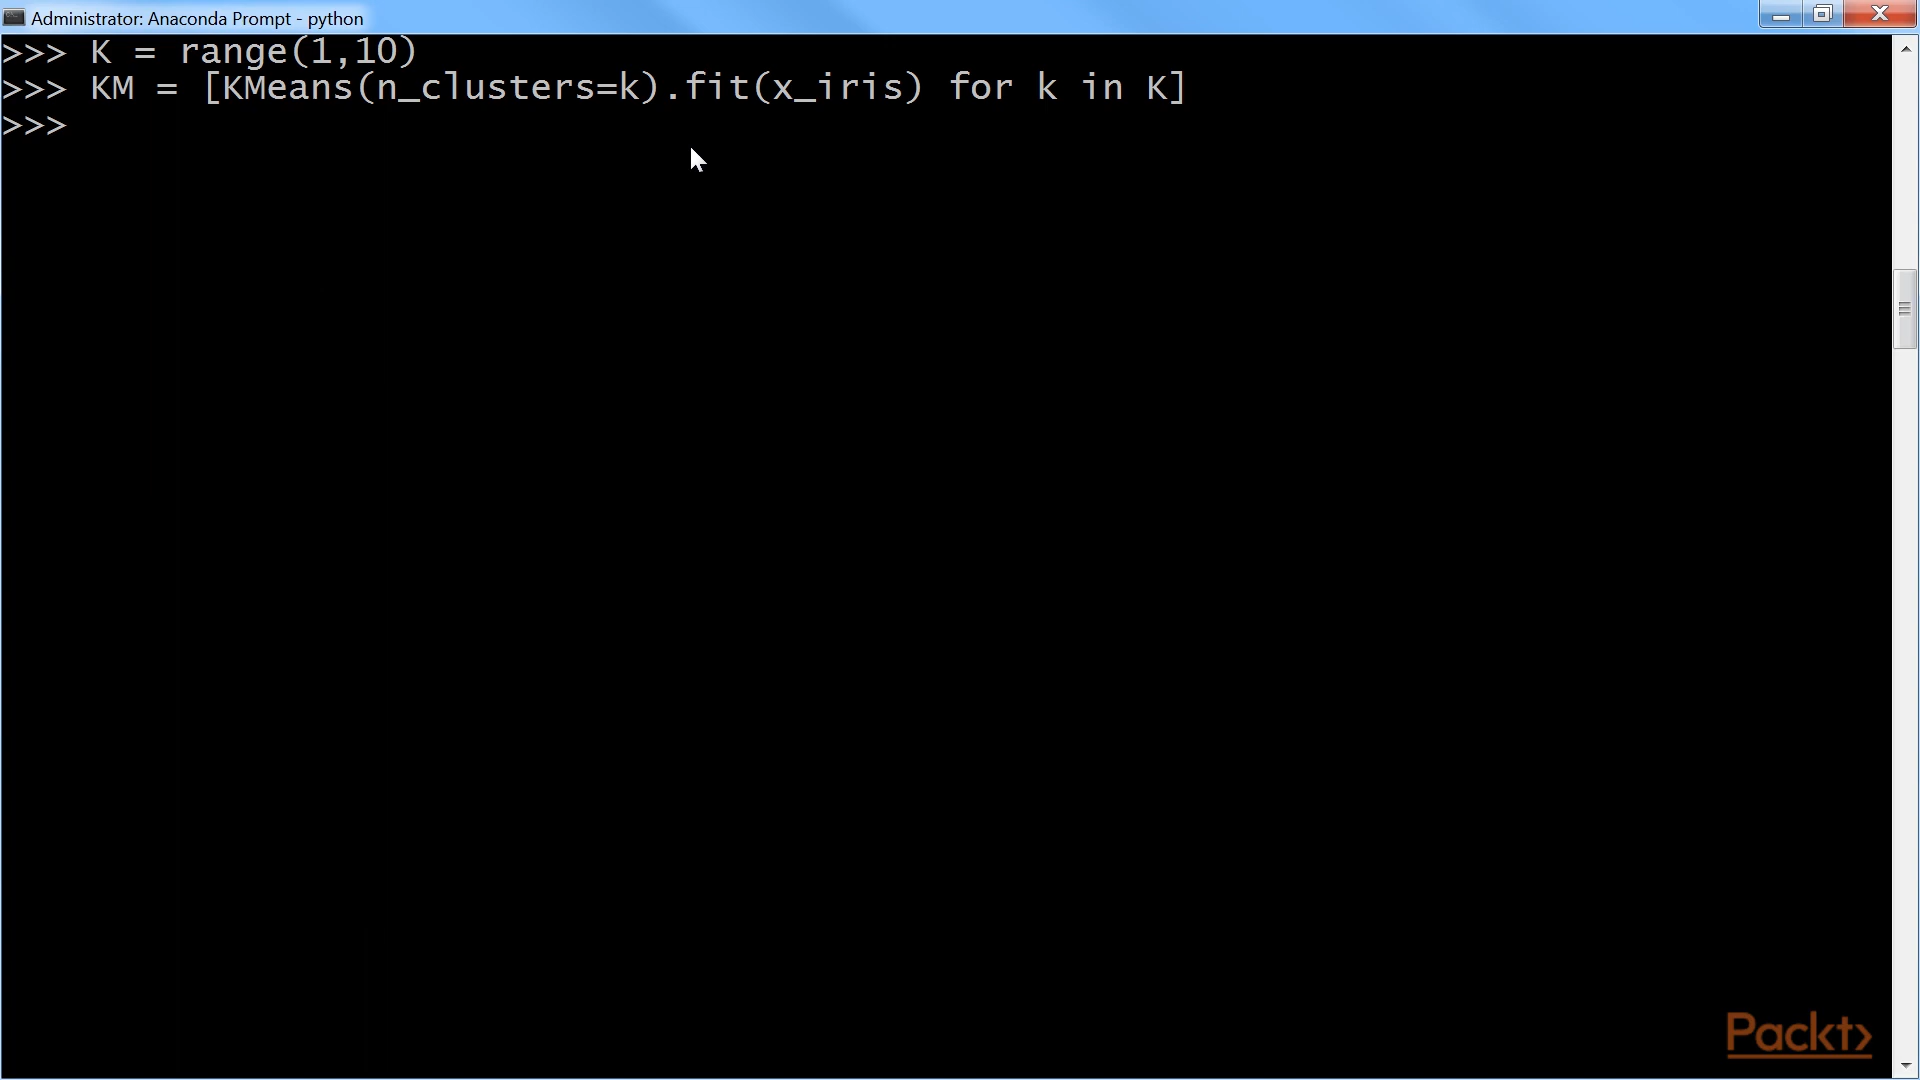 Administrator: Anaconda Prompt - python
>>> K = range(1,10)
>>> KM = [KMeans(n_clusters=k).fit(x_iris) for k in K]
>>>
Packt>